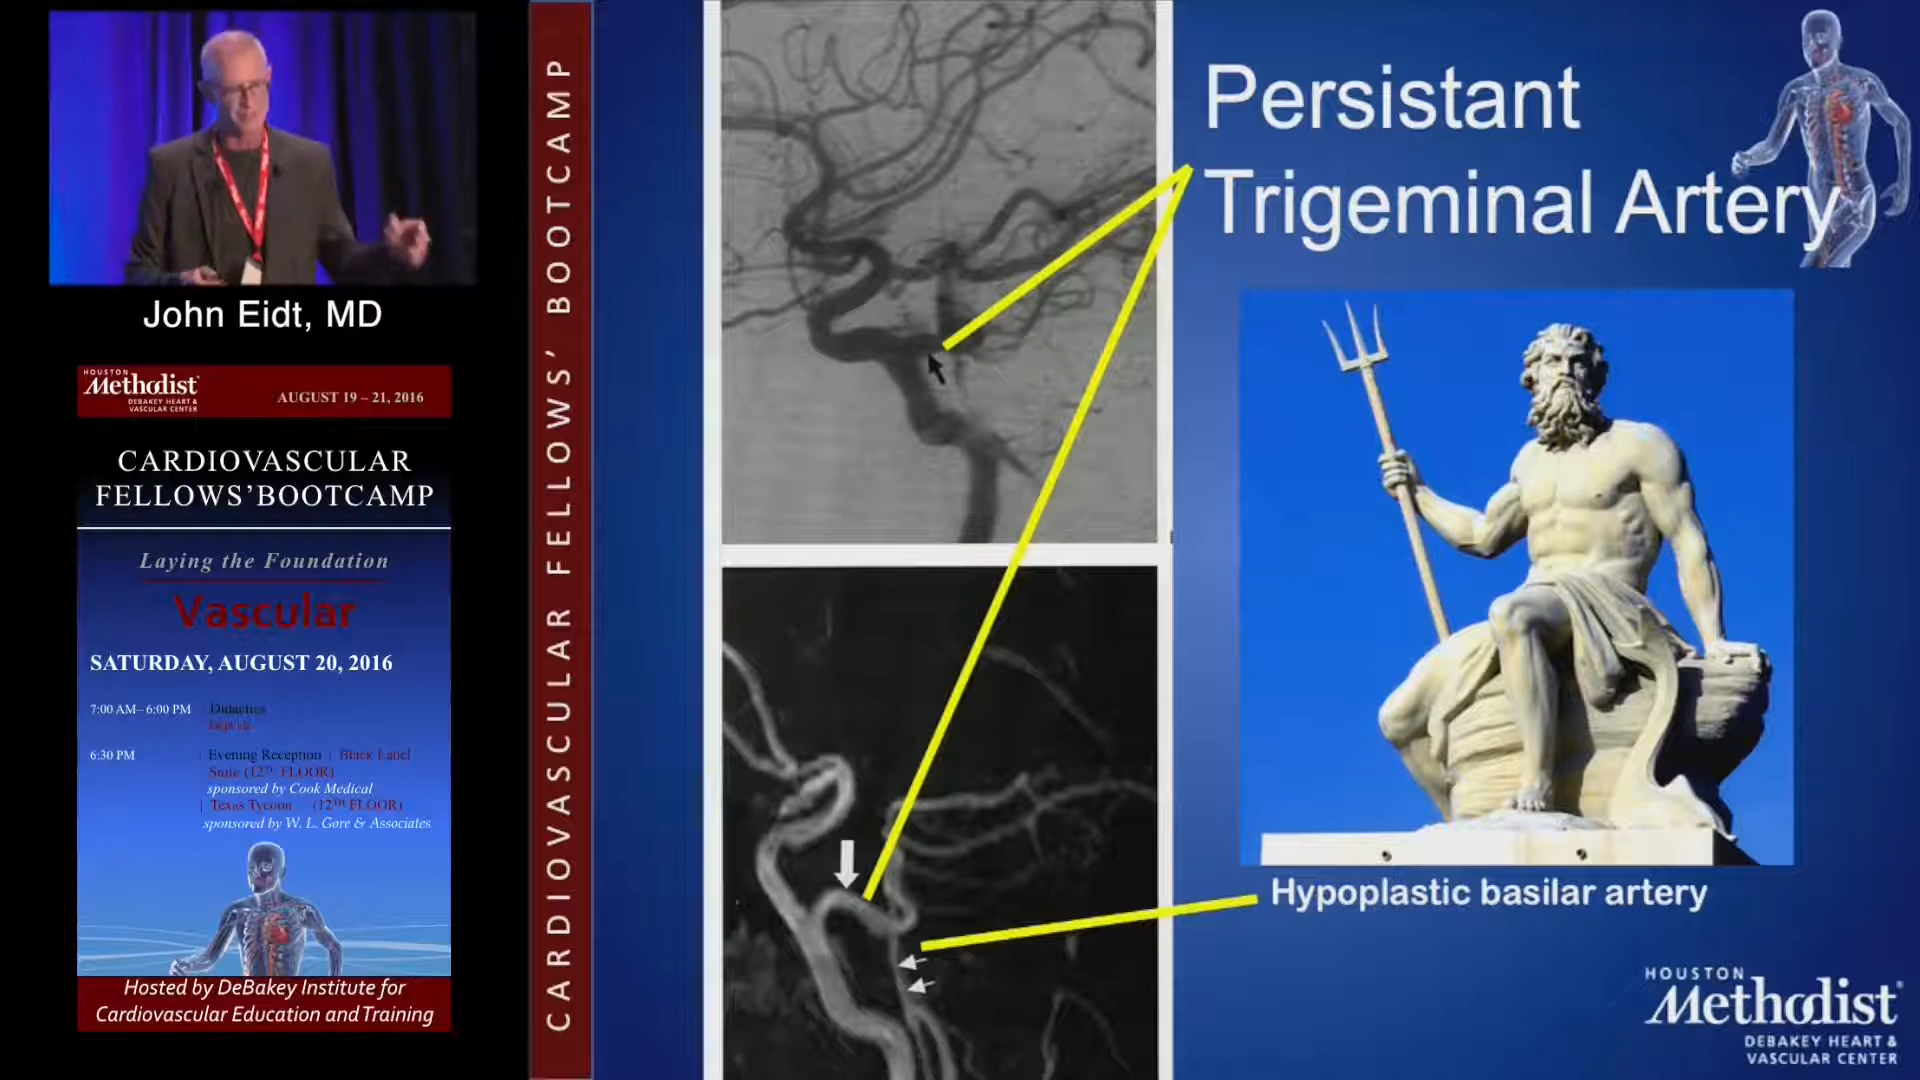 John Eidt, MD
HOUSTON
Methodist
DEBAKEY HEART &
VASCULAR CENTER
AUGUST 19 – 21, 2016
CARDIOVASCULAR
FELLOWS'BOOTCAMP
Laying the Foundation
Vascular
SATURDAY, AUGUST 20, 2016
7:00 AM– 6:00 PM Didactics
6:30 PM Evening Reception | Black Label
Suite (12TH FLOOR)
sponsored by Cook Medical
| Texas Tycoon (12TH FLOOR)
sponsored by W. L. Gore & Associates
Hosted by DeBakey Institute for
Cardiovascular Education and Training
CARDIOVASCULAR FELLOWS' BOOTCAMP
Persistant
Trigeminal Artery
Hypoplastic basilar artery
HOUSTON
Methodist
DEBAKEY HEART &
VASCULAR CENTER